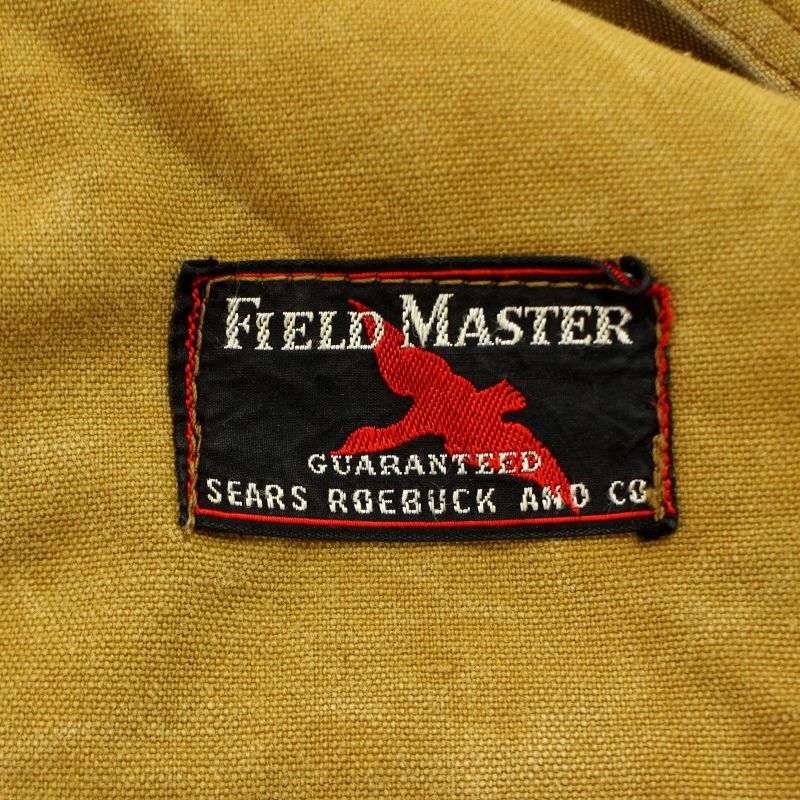 FIELD MASTER
GUARANTEED
SEARS ROEBUCK AND CO